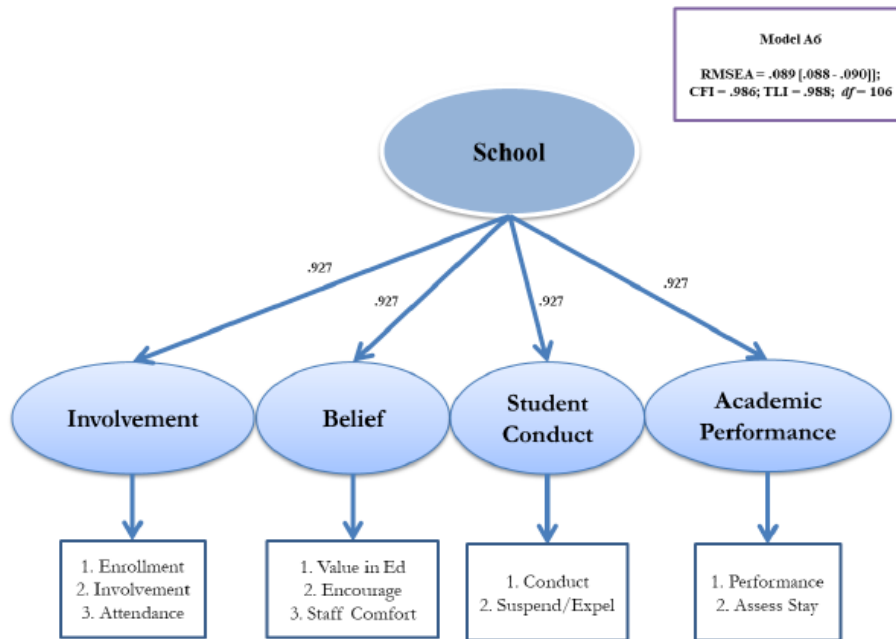 Model A6
RMSEA = .089 [.088 - .090]];
CFI = .986; TLI = .988; df = 106
School
.927
.927
.927
.927
Involvement
Belief
Student
Conduct
Academic
Performance
1. Enrollment
2. Involvement
3. Attendance
1. Value in Ed
2. Encourage
3. Staff Comfort
1. Conduct
2. Suspend/Expel
1. Performance
2. Assess Stay